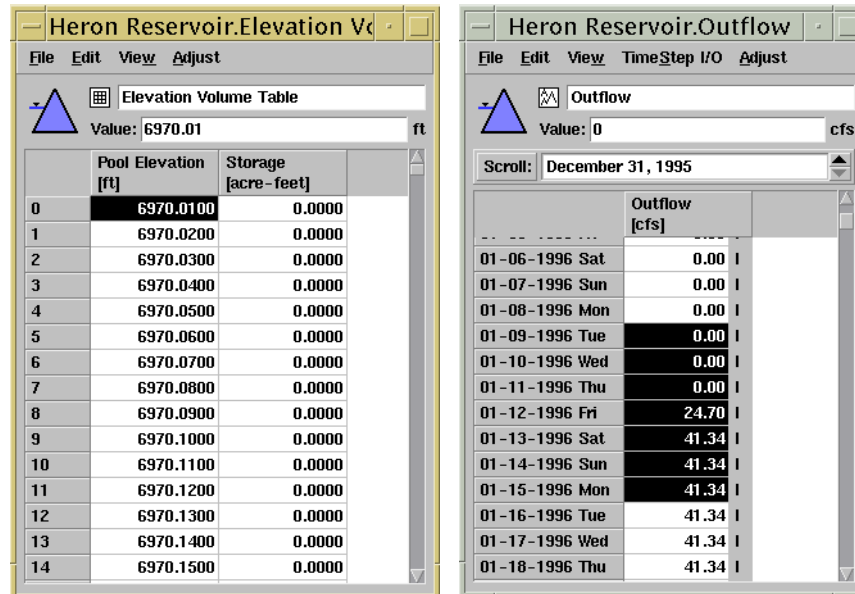 Heron Reservoir.Elevation Vo
File Edit View Adjust
Elevation Volume Table
Value: 6970.01 ft
Pool Elevation Storage
[ft] [acre-feet]
0 6970.0100 0.0000
1 6970.0200 0.0000
2 6970.0300 0.0000
3 6970.0400 0.0000
4 6970.0500 0.0000
5 6970.0600 0.0000
6 6970.0700 0.0000
7 6970.0800 0.0000
8 6970.0900 0.0000
9 6970.1000 0.0000
10 6970.1100 0.0000
11 6970.1200 0.0000
12 6970.1300 0.0000
13 6970.1400 0.0000
14 6970.1500 0.0000
Heron Reservoir.Outflow
File Edit View TimeStep I/O Adjust
Outflow
Value: 0 cfs
Scroll: December 31, 1995
Outflow
[cfs]
01-06-1996 Sat 0.00 I
01-07-1996 Sun 0.00 I
01-08-1996 Mon 0.00 I
01-09-1996 Tue 0.00 I
01-10-1996 Wed 0.00 I
01-11-1996 Thu 0.00 I
01-12-1996 Fri 24.70 I
01-13-1996 Sat 41.34 I
01-14-1996 Sun 41.34 I
01-15-1996 Mon 41.34 I
01-16-1996 Tue 41.34 I
01-17-1996 Wed 41.34 I
01-18-1996 Thu 41.34 I